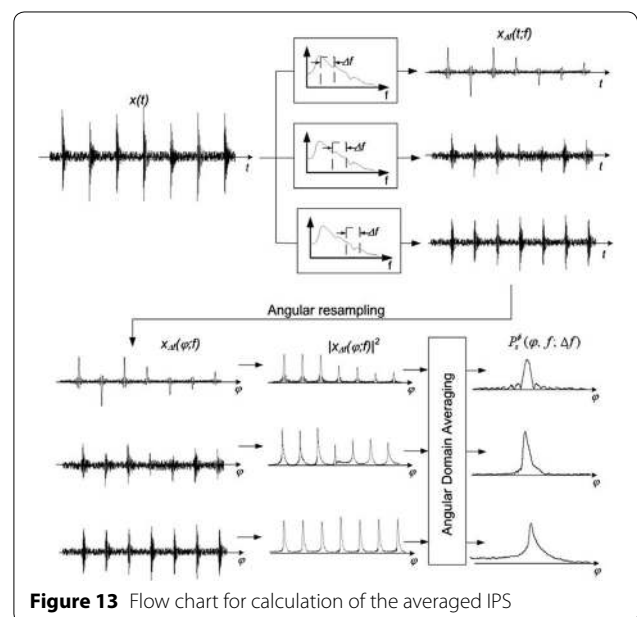 x_Δf(t;f)
Δf
f
t
x(t)
t
Δf
f
t
Δf
f
t
Angular resampling
x_Δf(φ;f)
|x_Δf(φ;f)|²
P_x^φ(φ, f; Δf)
φ
φ
φ
Angular Domain Averaging
φ
φ
φ
φ
φ
φ
Figure 13 Flow chart for calculation of the averaged IPS